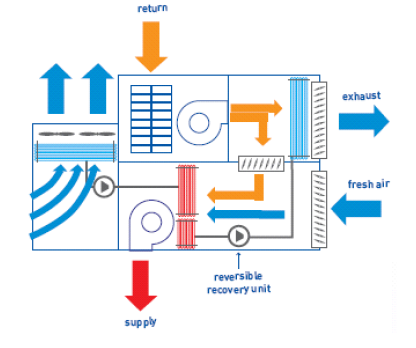 return
exhaust
fresh air
reversible
recovery unit
supply